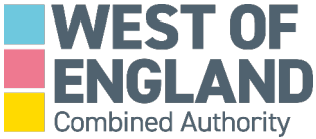 WEST OF
ENGLAND
Combined Authority